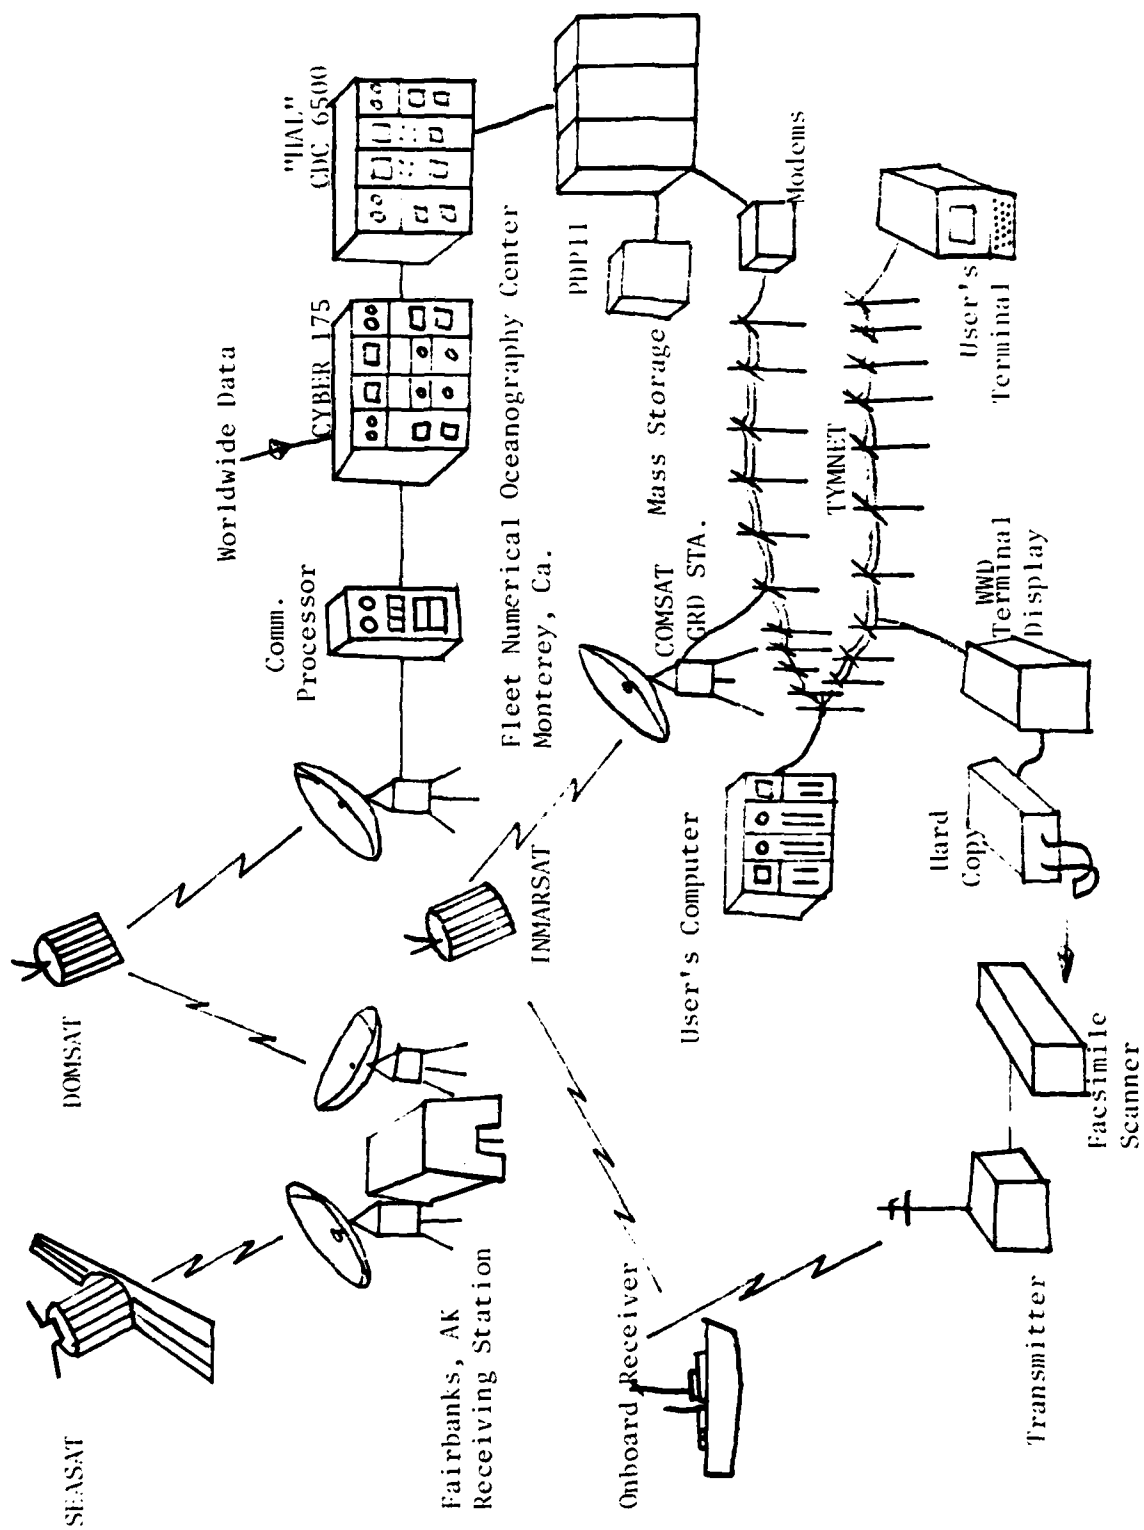 SEASAT
DOMSAT
Worldwide Data
Comm.
Processor
CYBER 175
"HAL"
CDC 6500
Fairbanks, AK
Receiving Station
Fleet Numerical Oceanography Center
Monterey, Ca.
INMARSAT
PDP11
Mass Storage
COMSAT
GRD STA.
Modems
Onboard Receiver
User's Computer
TYMNET
User's
Terminal
WWD
Terminal
Display
Hard
Copy
Transmitter
Facsimile
Scanner